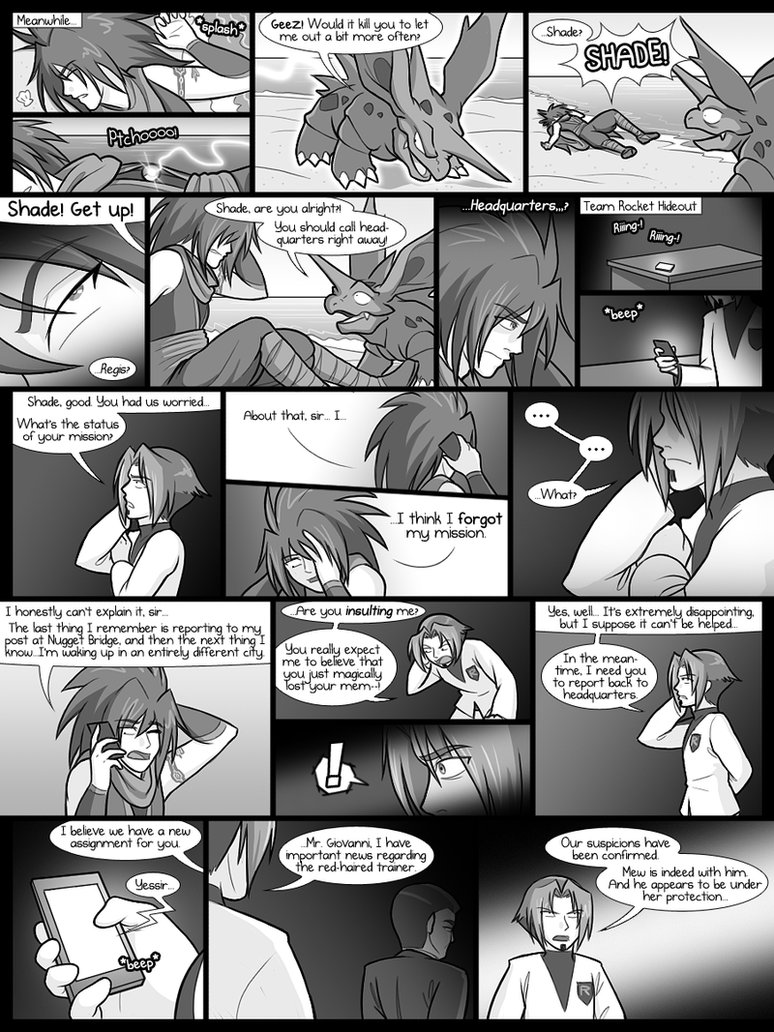 Meanwhile...
*splash*
Ptchoooo!
Geez! Would it kill you to let
me out a bit more often?
...Shade?
SHADE!
Shade! Get up!
...Regis?
Shade, are you alright?!
You should call head-
quarters right away!
...Headquarters,,,?
Team Rocket Hideout
Riiing-!
Riiing-!
*beep*
Shade, good. You had us worried...
What's the status
of your mission?
About that, sir... I...
...I think I forgot
my mission.
...
...
...What?
I honestly can't explain it, sir...
The last thing I remember is reporting to my
post at Nugget Bridge, and then the next thing I
know...I'm waking up in an entirely different city.
...Are you insulting me?
You really expect
me to believe that
you just magically
lost your mem--!
!
Yes, well... It's extremely disappointing,
but I suppose it can't be helped...
In the mean-
time, I need you
to report back to
headquarters.
I believe we have a new
assignment for you.
Yessir...
*beep*
...Mr. Giovanni, I have
important news regarding
the red-haired trainer.
Our suspicions have
been confirmed.
Mew is indeed with him.
And he appears to be under
her protection...
R